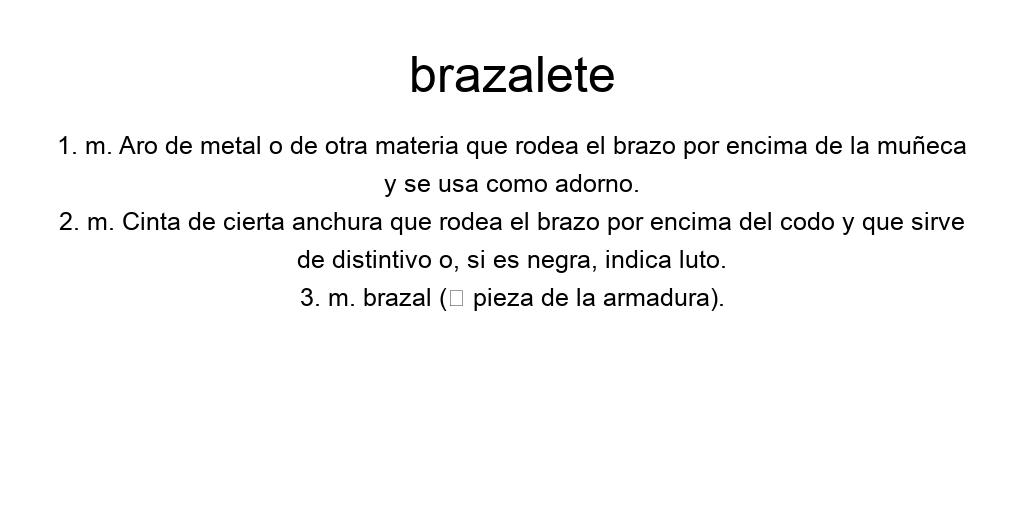 brazalete
1. m. Aro de metal o de otra materia que rodea el brazo por encima de la muñeca
y se usa como adorno.
2. m. Cinta de cierta anchura que rodea el brazo por encima del codo y que sirve
de distintivo o, si es negra, indica luto.
3. m. brazal (□ pieza de la armadura).